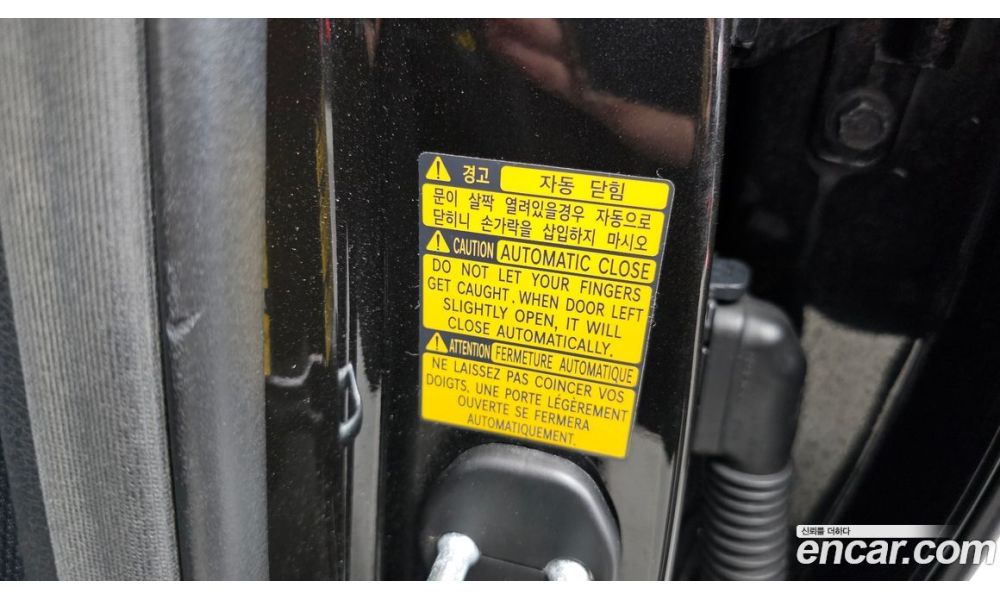 경고 자동 닫힘
문이 살짝 열려있을경우 자동으로
닫히니 손가락을 삽입하지 마시오
CAUTION AUTOMATIC CLOSE
DO NOT LET YOUR FINGERS
GET CAUGHT. WHEN DOOR LEFT
SLIGHTLY OPEN, IT WILL
CLOSE AUTOMATICALLY.
ATTENTION FERMETURE AUTOMATIQUE
NE LAISSEZ PAS COINCER VOS
DOIGTS, UNE PORTE LÉGÈREMENT
OUVERTE SE FERMERA
AUTOMATIQUEMENT.
신뢰를 더하다
encar.com